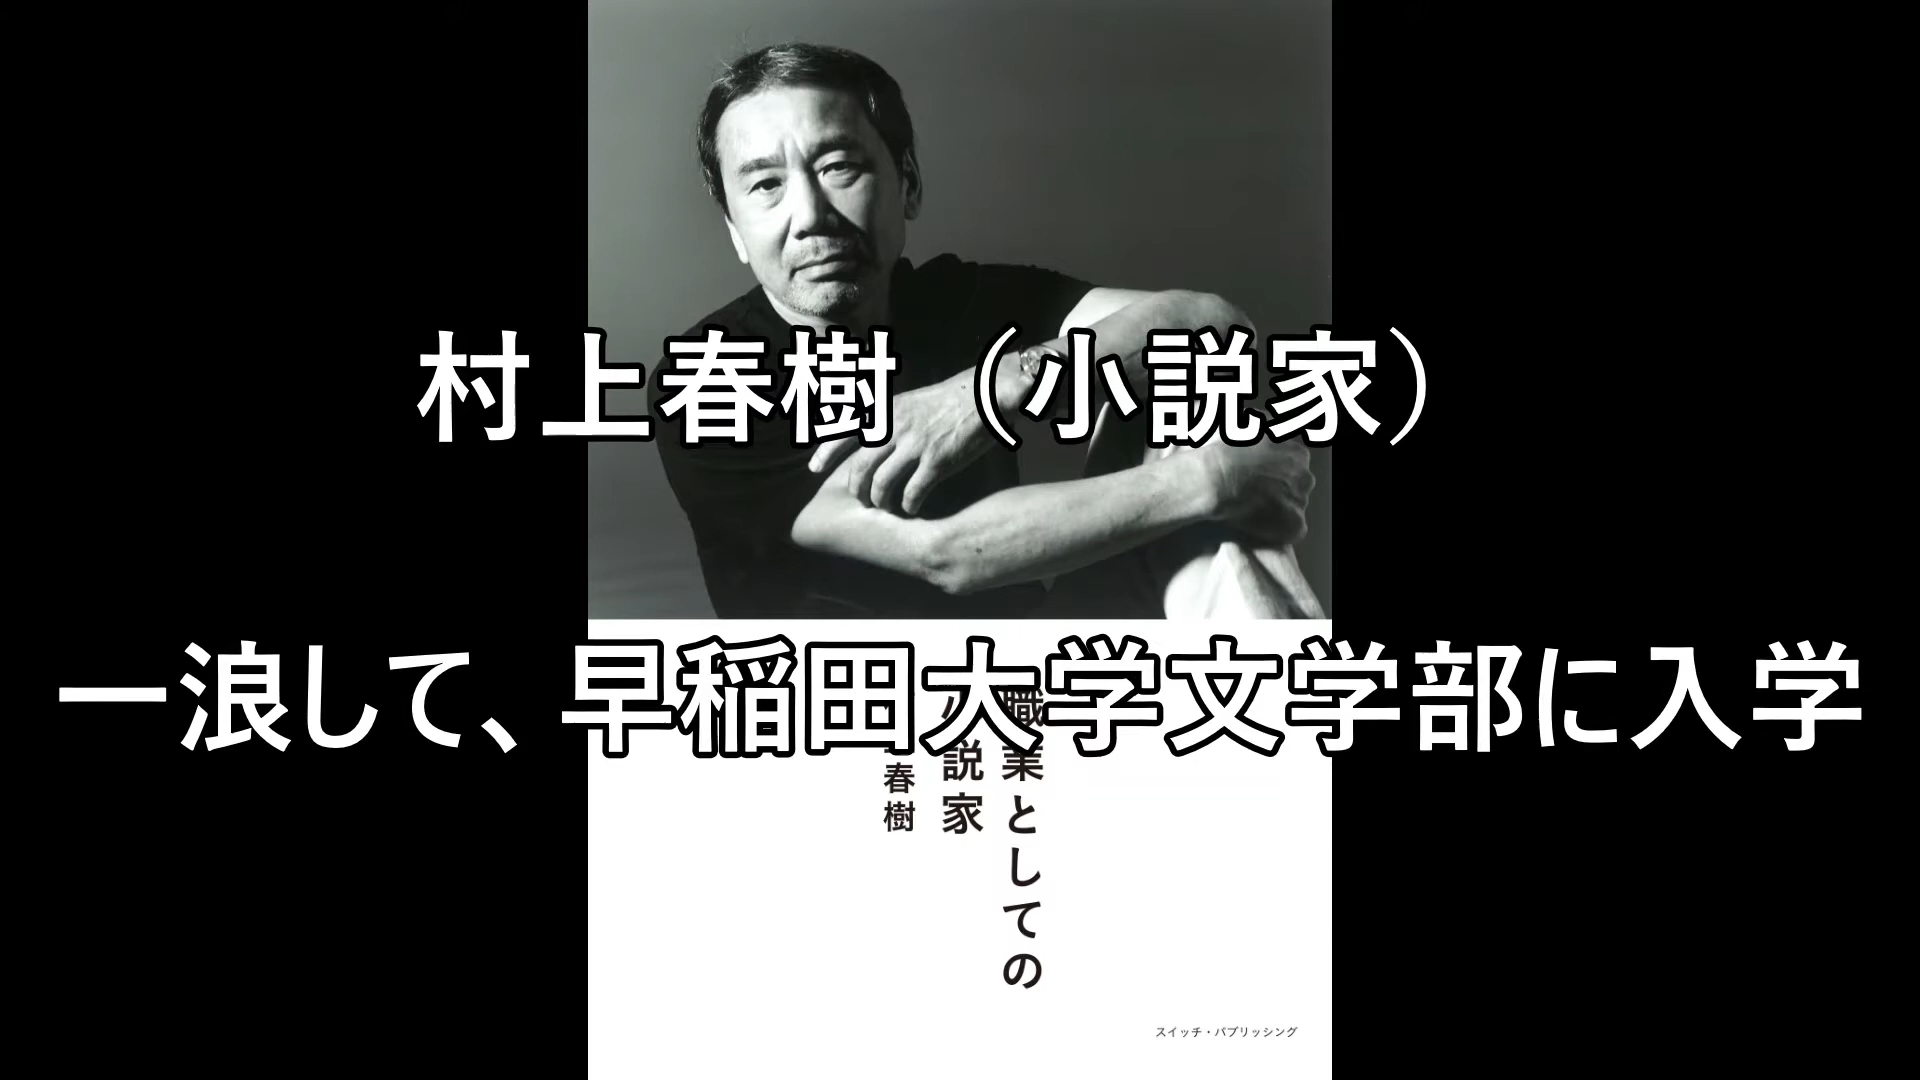 村上春樹（小説家）
一浪して、早稲田大学文学部に入学
職業としての
小説家
春樹
スイッチ・パブリッシング